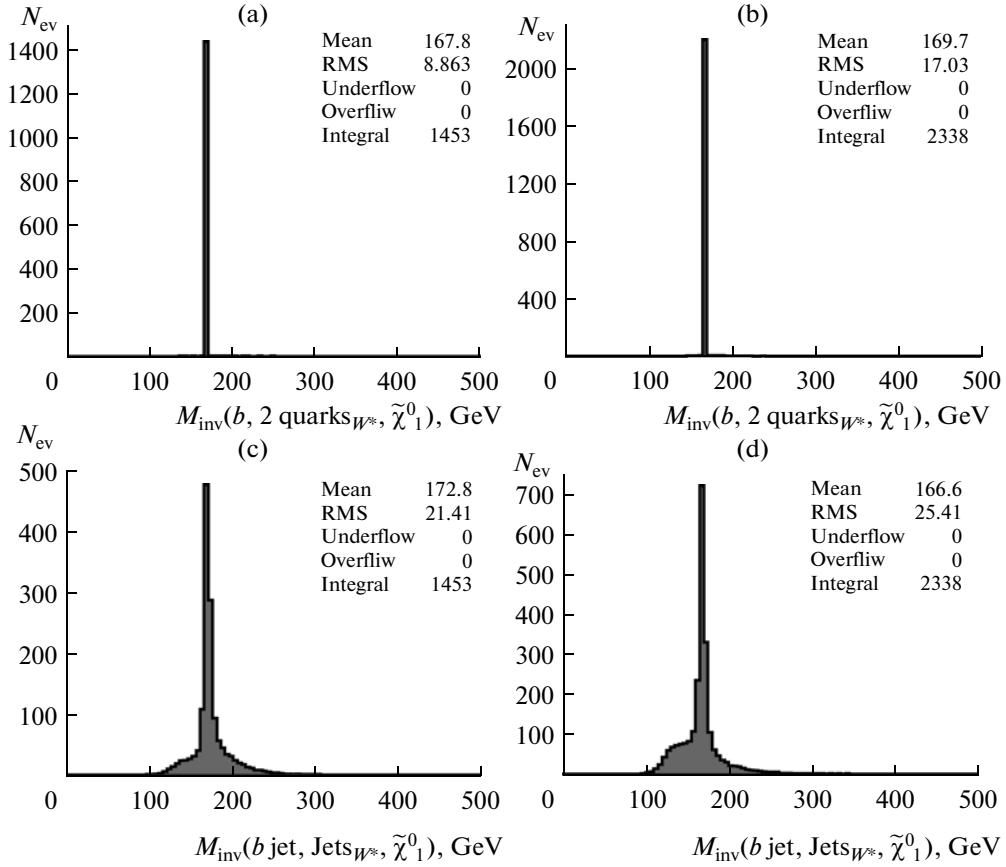 (a)
N_ev
1400
1200
1000
800
600
400
200
0
100 200 300 400 500
Mean 167.8
RMS 8.863
Underflow 0
Overfliw 0
Integral 1453
M_inv(b, 2 quarks_W*, χ̃⁰₁), GeV
(b)
N_ev
2000
1600
1200
800
400
0
100 200 300 400 500
Mean 169.7
RMS 17.03
Underflow 0
Overfliw 0
Integral 2338
M_inv(b, 2 quarks_W*, χ̃⁰₁), GeV
(c)
N_ev
500
400
300
200
100
0
100 200 300 400 500
Mean 172.8
RMS 21.41
Underflow 0
Overfliw 0
Integral 1453
M_inv(b jet, Jets_W*, χ̃⁰₁), GeV
(d)
N_ev
700
600
500
400
300
200
100
0
100 200 300 400 500
Mean 166.6
RMS 25.41
Underflow 0
Overfliw 0
Integral 2338
M_inv(b jet, Jets_W*, χ̃⁰₁), GeV